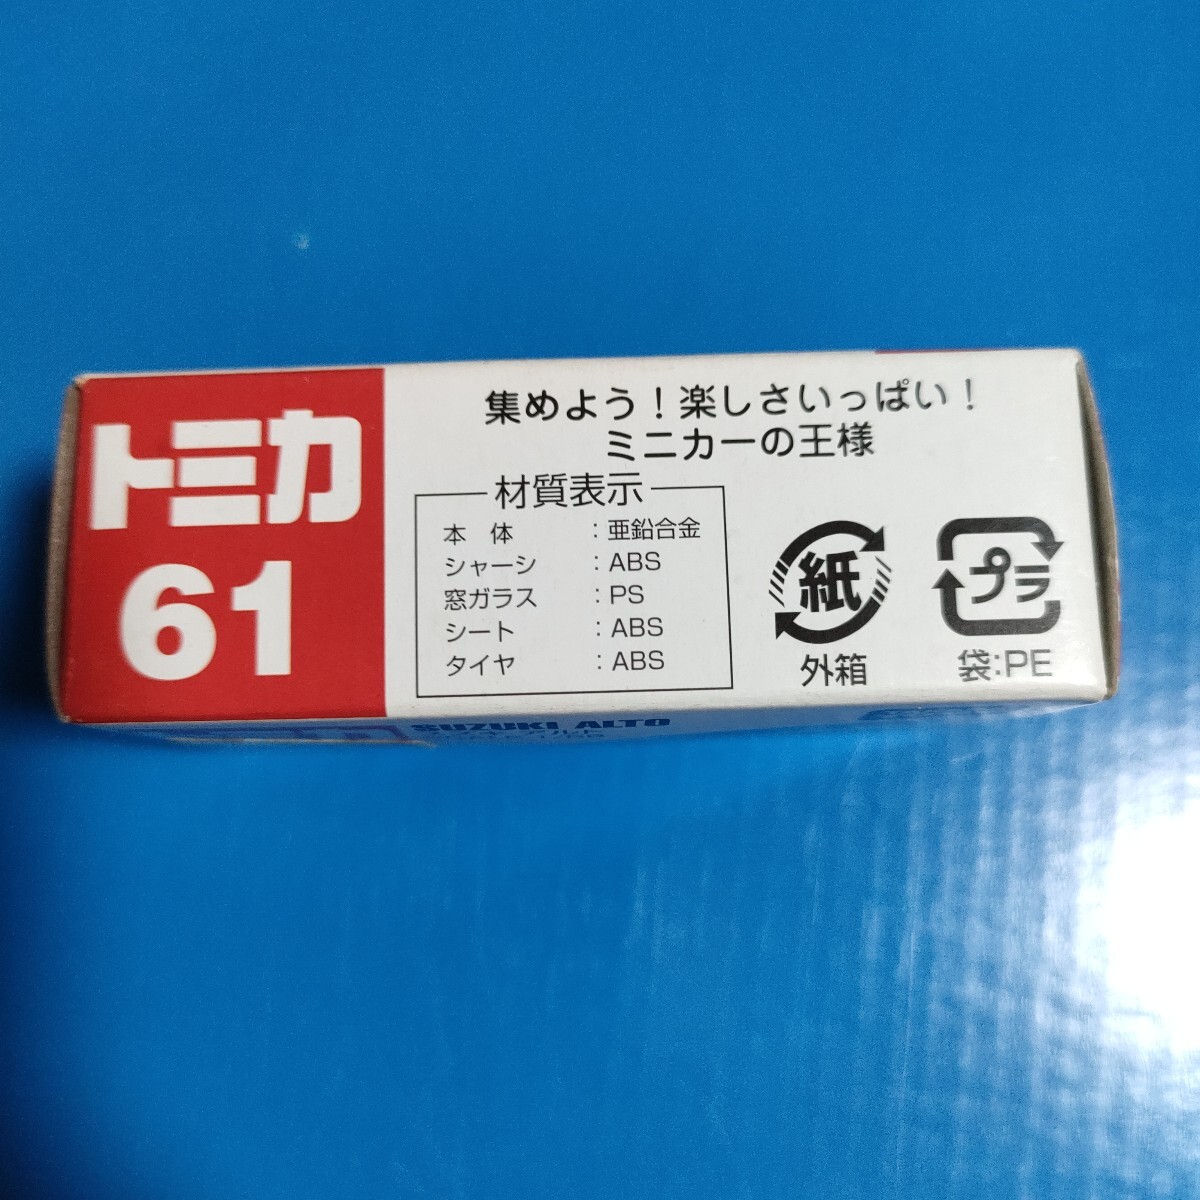 トミカ
61
集めよう！楽しさいっぱい！
ミニカーの王様
材質表示
本 体 ：亜鉛合金
シャーシ ：ABS
窓ガラス ：PS
シート ：ABS
タイヤ ：ABS
紙
外箱
プラ
袋：PE
SUZUKI ALTO